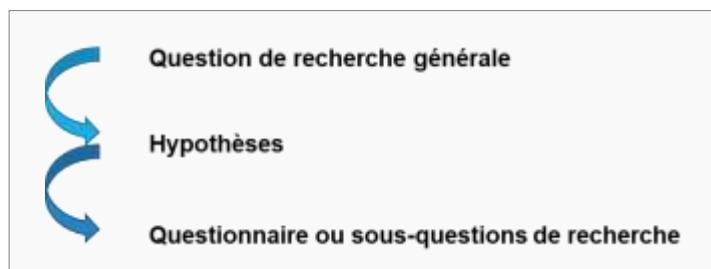 Question de recherche générale
Hypothèses
Questionnaire ou sous-questions de recherche